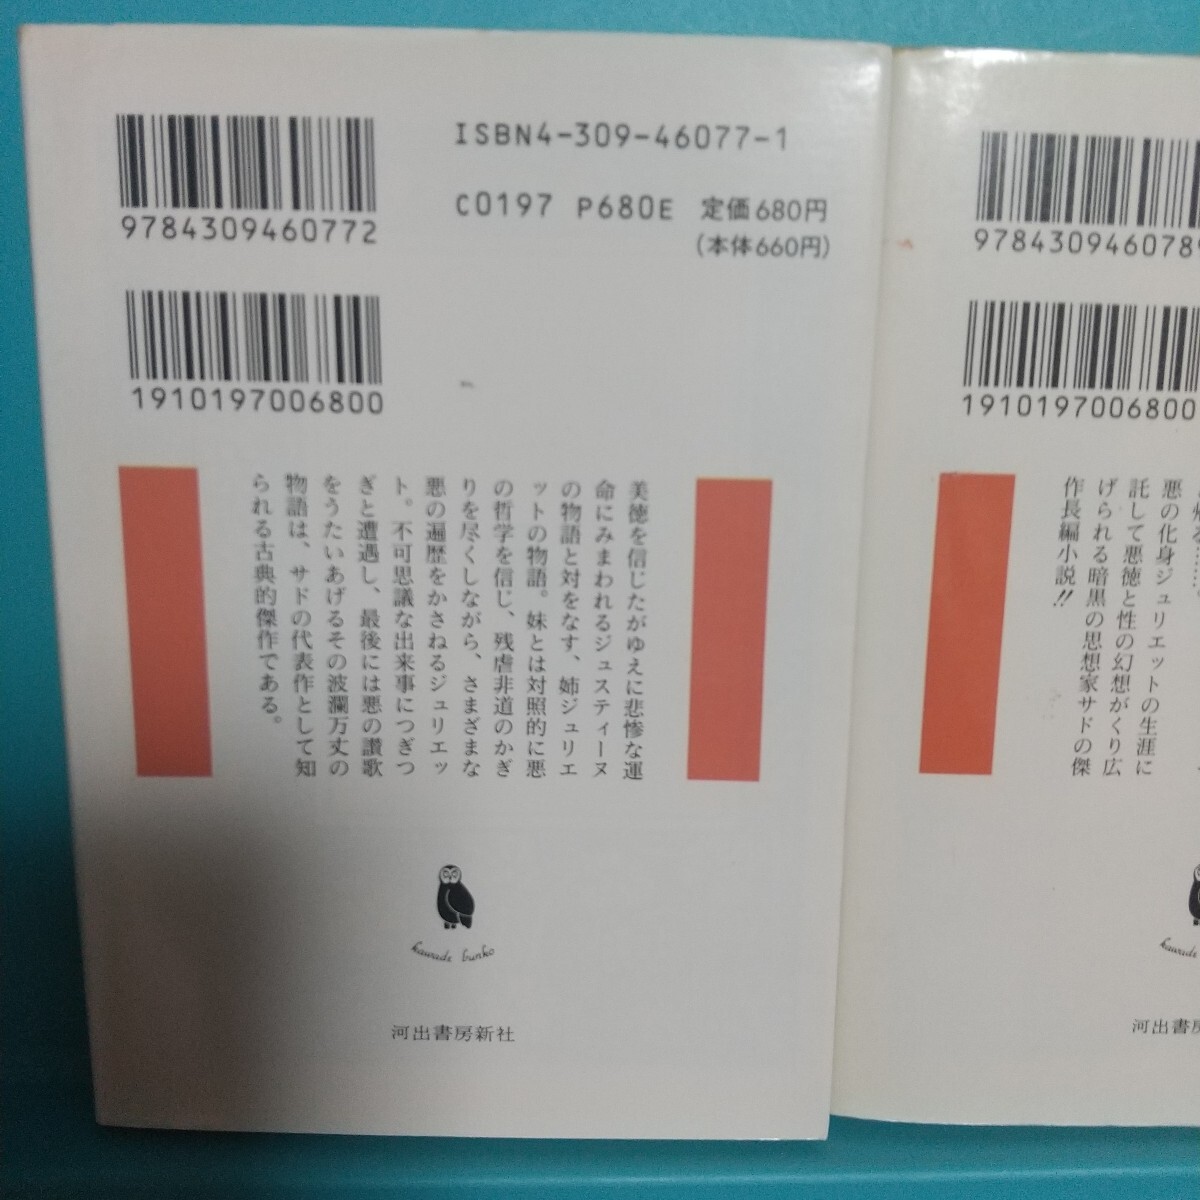 ISBN4-309-46077-1
9784309460772
C0197 P680E 定価680円
(本体660円)
1910197006800
美徳を信じたがゆえに悲惨な運
命にみまわれるジュスティーヌ
の物語と対をなす、姉ジュリエ
ットの物語。妹とは対照的に悪
の哲学を信じ、残虐非道のかぎ
りを尽くしながら、さまざまな
悪の遍歴をかさねるジュリエッ
ト。不可思議な出来事につぎつ
ぎと遭遇し、最後には悪の讃歌
をうたいあげるその波瀾万丈の
物語は、サドの代表作として知
られる古典的傑作である。
kawade bunko
河出書房新社
978430946078
1910197006800
悪の化身ジュリエットの生涯に
託して悪徳と性の幻想がくり広
げられる暗黒の思想家サドの傑
作長編小説!!
kawade
河出書房